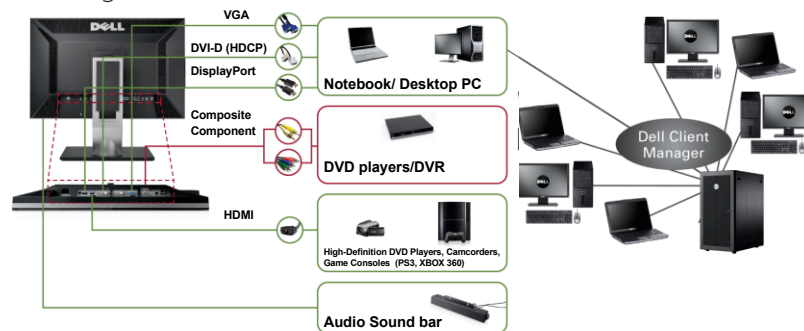 DELL
VGA
DVI-D (HDCP)
DisplayPort
Notebook/ Desktop PC
Composite
Component
DVD players/DVR
HDMI
High-Definition DVD Players, Camcorders,
Game Consoles (PS3, XBOX 360)
Audio Sound bar
Dell Client
Manager